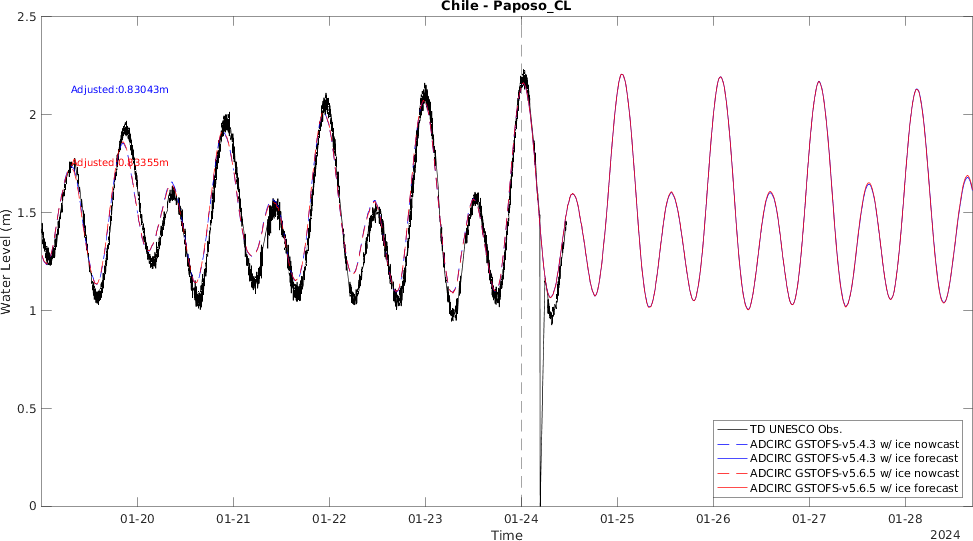 Chile - Paposo_CL
2.5
2
1.5
1
0.5
0
Water Level (m)
Adjusted:0.83043m
Adjusted:0.83355m
TD UNESCO Obs.
ADCIRC GSTOFS-v5.4.3 w/ ice nowcast
ADCIRC GSTOFS-v5.4.3 w/ ice forecast
ADCIRC GSTOFS-v5.6.5 w/ ice nowcast
ADCIRC GSTOFS-v5.6.5 w/ ice forecast
01-20 01-21 01-22 01-23 01-24 01-25 01-26 01-27 01-28
Time
2024